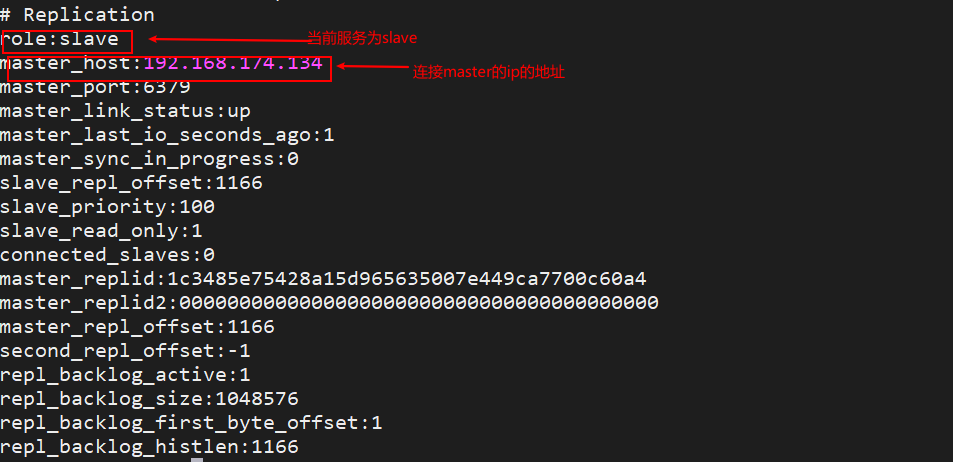 # Replication
role:slave
当前服务为slave
master_host:192.168.174.134
连接master的ip的地址
master_port:6379
master_link_status:up
master_last_io_seconds_ago:1
master_sync_in_progress:0
slave_repl_offset:1166
slave_priority:100
slave_read_only:1
connected_slaves:0
master_replid:1c3485e75428a15d965635007e449ca7700c60a4
master_replid2:0000000000000000000000000000000000000000
master_repl_offset:1166
second_repl_offset:-1
repl_backlog_active:1
repl_backlog_size:1048576
repl_backlog_first_byte_offset:1
repl_backlog_histlen:1166